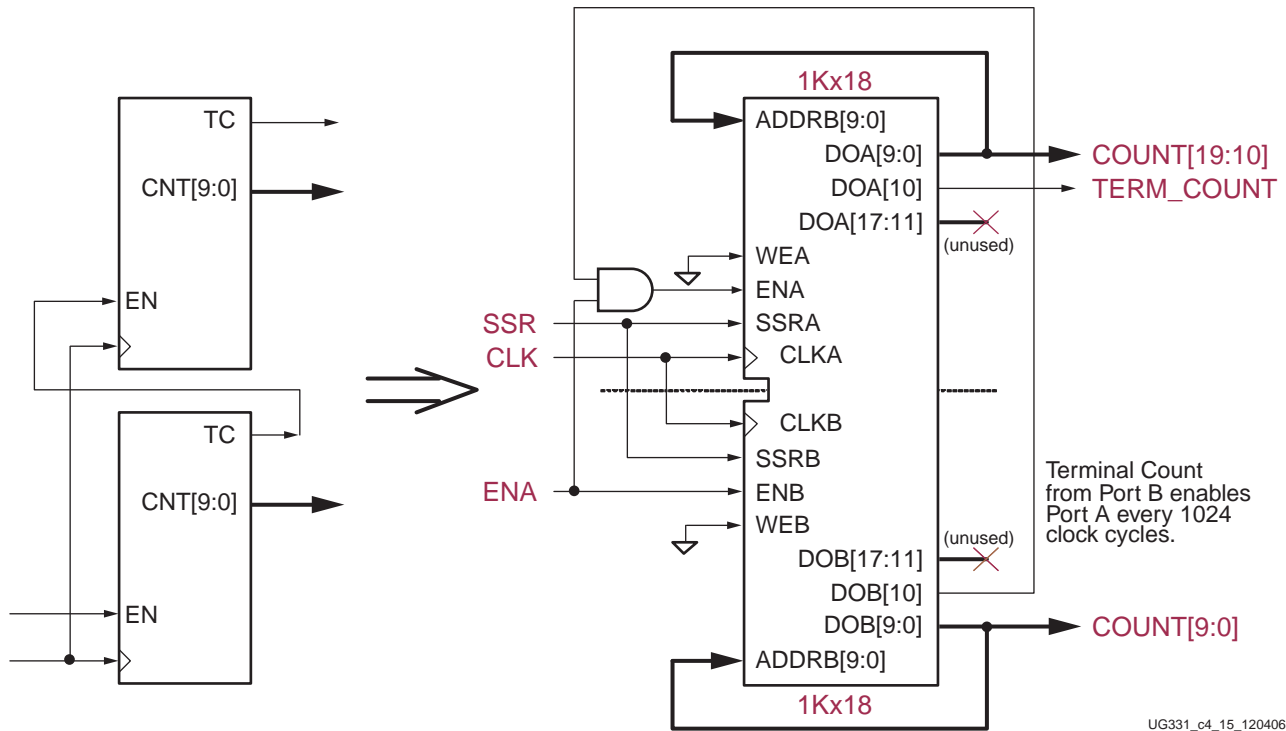 TC
CNT[9:0]
EN
TC
CNT[9:0]
EN
1Kx18
ADDRB[9:0]
DOA[9:0]
COUNT[19:10]
DOA[10]
TERM_COUNT
DOA[17:11]
(unused)
WEA
ENA
SSR
SSRA
CLK
CLKA
CLKB
SSRB
ENA
ENB
WEB
Terminal Count
from Port B enables
Port A every 1024
clock cycles.
(unused)
DOB[17:11]
DOB[10]
DOB[9:0]
COUNT[9:0]
ADDRB[9:0]
1Kx18
UG331_c4_15_120406